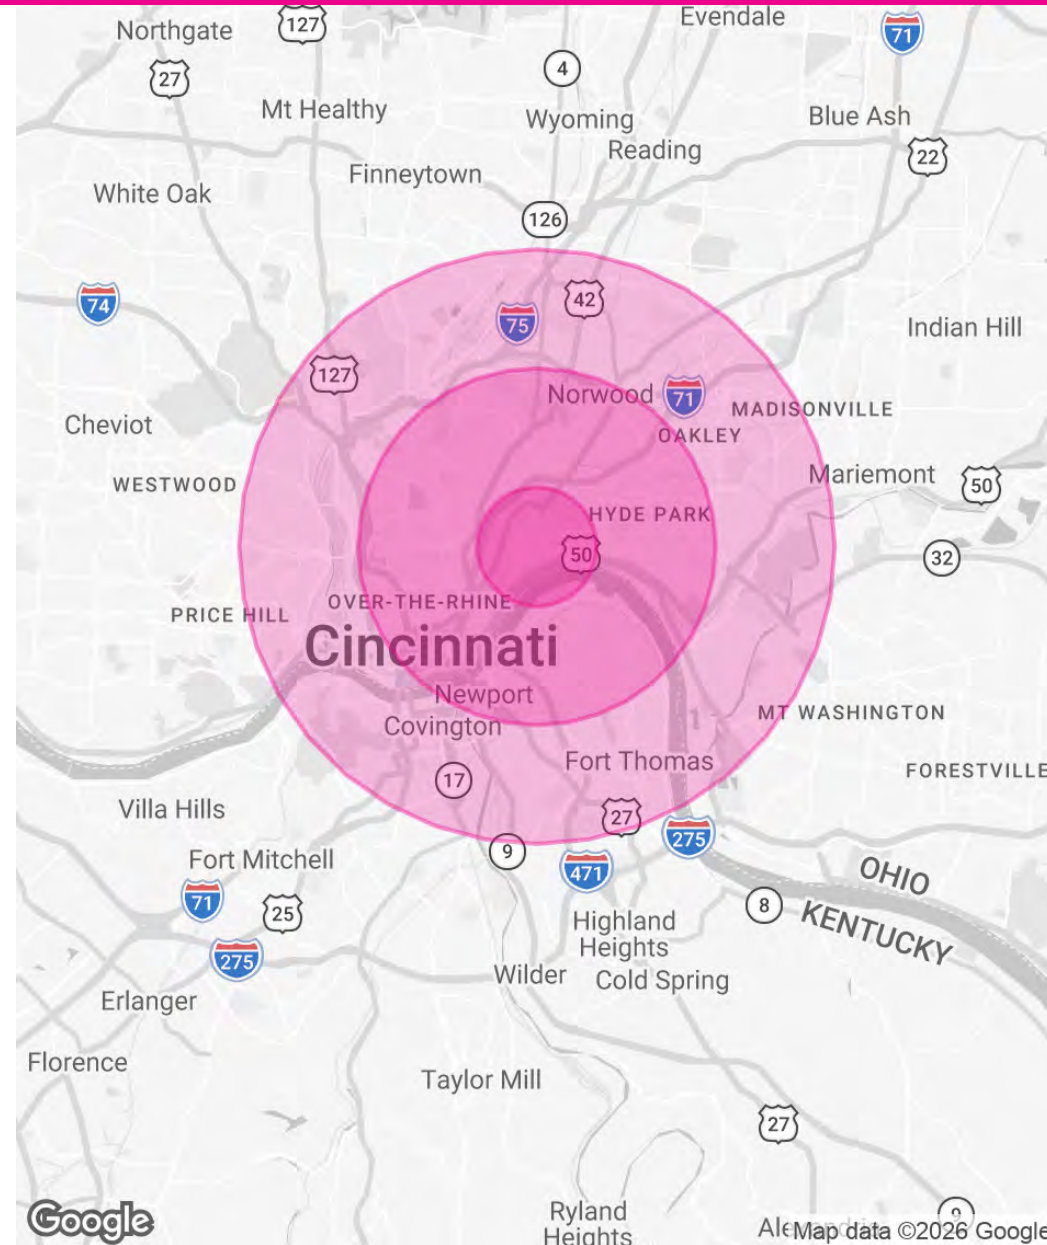 Northgate
127
Evendale
71
27
4
Mt Healthy
Wyoming
Blue Ash
Reading
22
Finneytown
White Oak
126
74
42
75
Indian Hill
127
Norwood
71
MADISONVILLE
Cheviot
OAKLEY
Mariemont
WESTWOOD
50
HYDE PARK
50
32
OVER-THE-RHINE
PRICE HILL
Cincinnati
Newport
MT WASHINGTON
Covington
Fort Thomas
FORESTVILLE
17
Villa Hills
27
275
9
Fort Mitchell
471
OHIO
71
25
8
KENTUCKY
Highland
Heights
275
Wilder
Cold Spring
Erlanger
Florence
Taylor Mill
27
Ryland
Heights
9
Google
Map data ©2026 Google